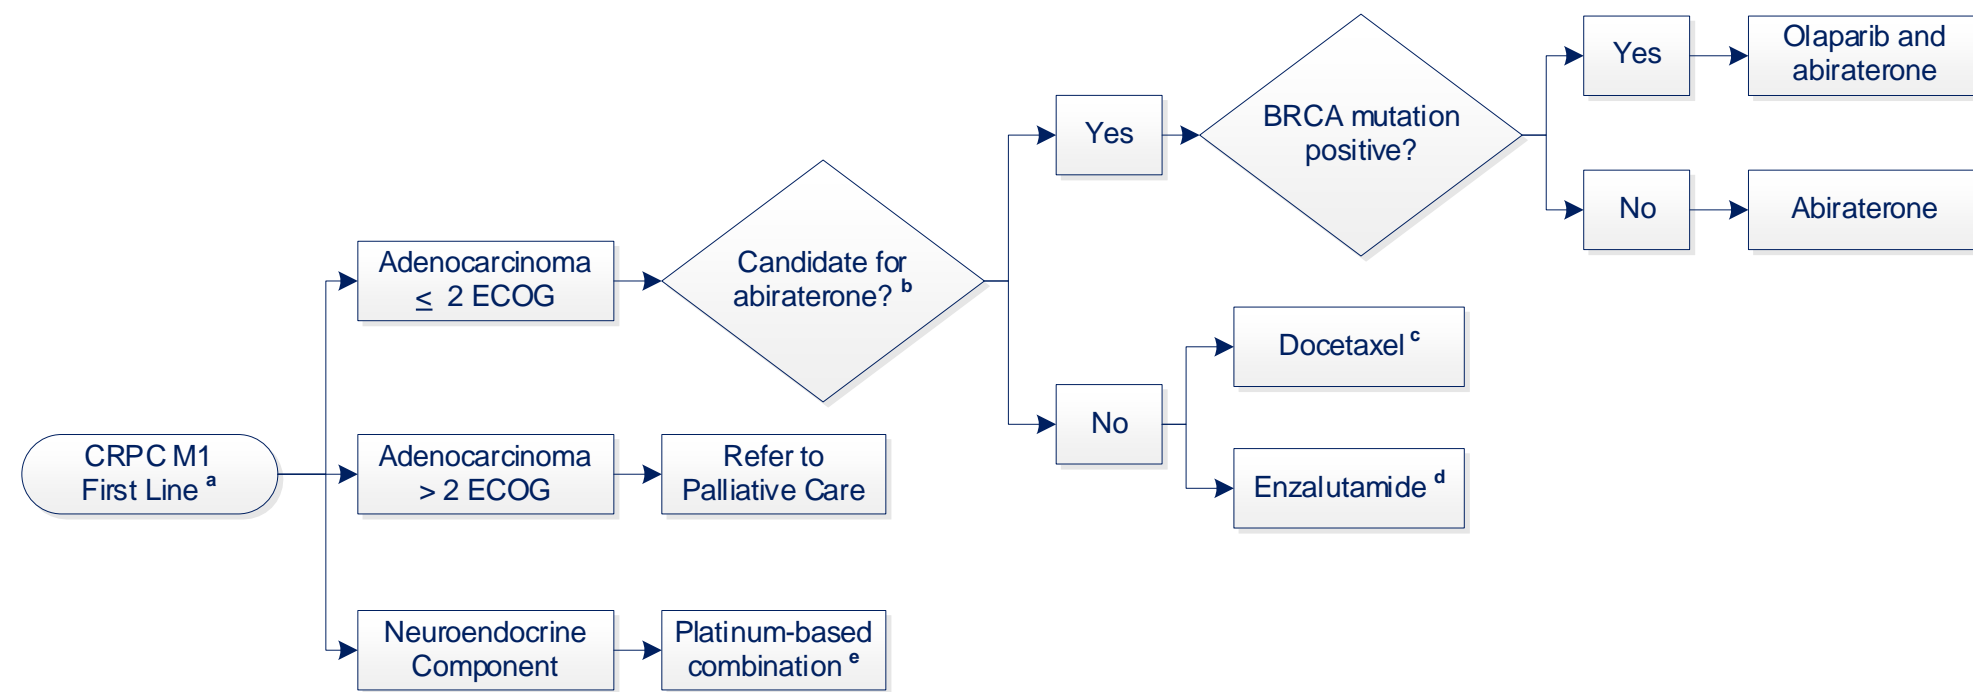 CRPC M1
First Line a
Adenocarcinoma
≤ 2 ECOG
Candidate for
abiraterone? b
Yes
BRCA mutation
positive?
Yes
Olaparib and
abiraterone
No
Abiraterone
No
Docetaxel c
Enzalutamide d
Adenocarcinoma
> 2 ECOG
Refer to
Palliative Care
Neuroendocrine
Component
Platinum-based
combination e